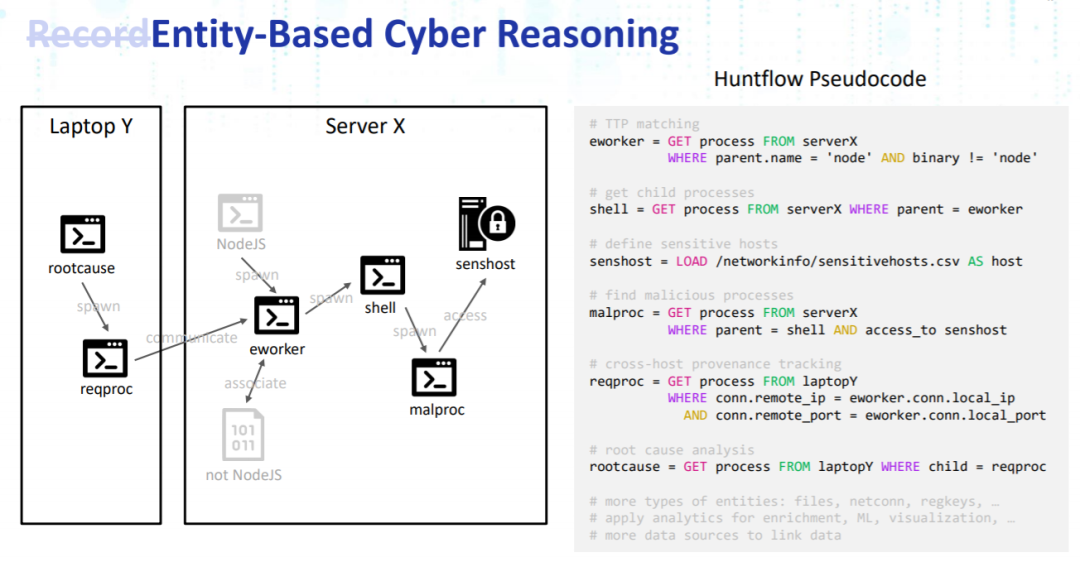 RecordEntity-Based Cyber Reasoning
Laptop Y
rootcause
spawn
reqproc
communicate
Server X
NodeJS
spawn
eworker
associate
101
011
not NodeJS
spawn
shell
spawn
malproc
access
senshost
Huntflow Pseudocode
# TTP matching
eworker = GET process FROM serverX
WHERE parent.name = 'node' AND binary != 'node'
# get child processes
shell = GET process FROM serverX WHERE parent = eworker
# define sensitive hosts
senshost = LOAD /networkinfo/sensitivehosts.csv AS host
# find malicious processes
malproc = GET process FROM serverX
WHERE parent = shell AND access_to senshost
# cross-host provenance tracking
reqproc = GET process FROM laptopY
WHERE conn.remote_ip = eworker.conn.local_ip
AND conn.remote_port = eworker.conn.local_port
# root cause analysis
rootcause = GET process FROM laptopY WHERE child = reqproc
# more types of entities: files, netconn, regkeys, …
# apply analytics for enrichment, ML, visualization, …
# more data sources to link data